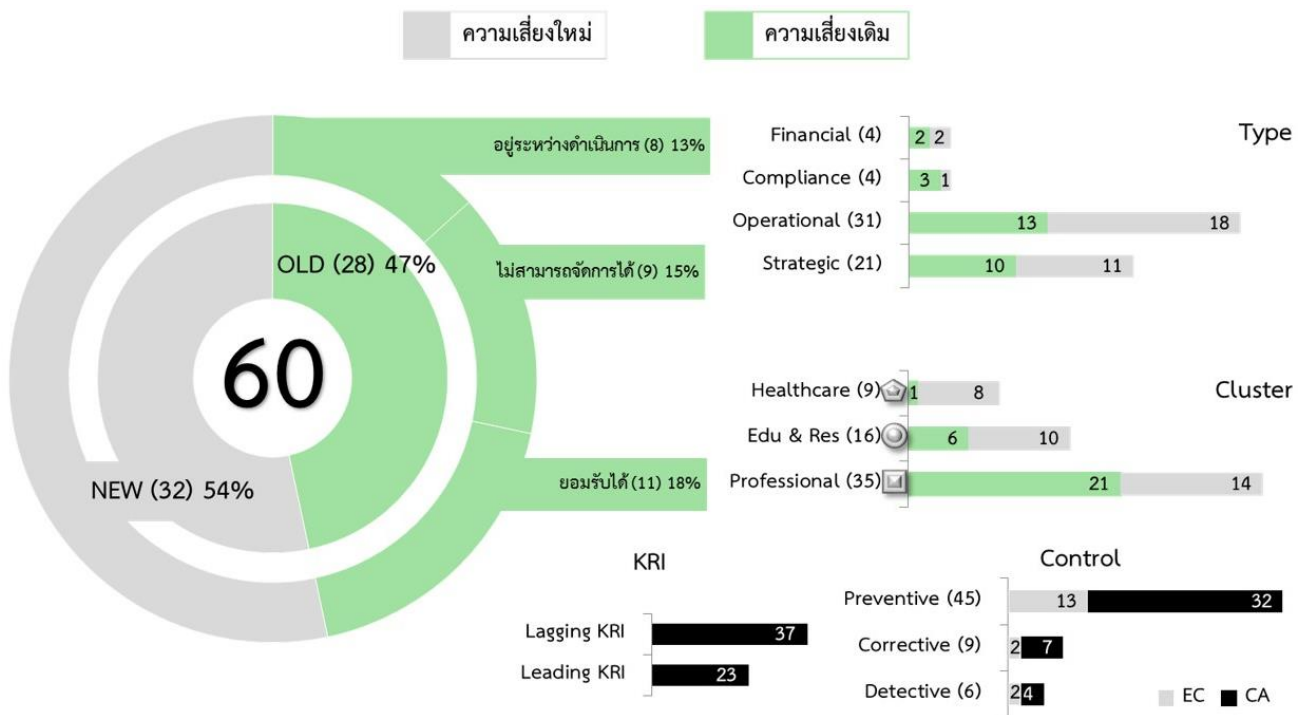 ความเสี่ยงใหม่
ความเสี่ยงเดิม
60
OLD (28) 47%
NEW (32) 54%
อยู่ระหว่างดำเนินการ (8) 13%
ไม่สามารถจัดการได้ (9) 15%
ยอมรับได้ (11) 18%
Type
Financial (4) 2 2
Compliance (4) 3 1
Operational (31) 13 18
Strategic (21) 10 11
Cluster
Healthcare (9) 1 8
Edu & Res (16) 6 10
Professional (35) 21 14
KRI
Lagging KRI 37
Leading KRI 23
Control
Preventive (45) 13 32
Corrective (9) 2 7
Detective (6) 2 4
EC CA